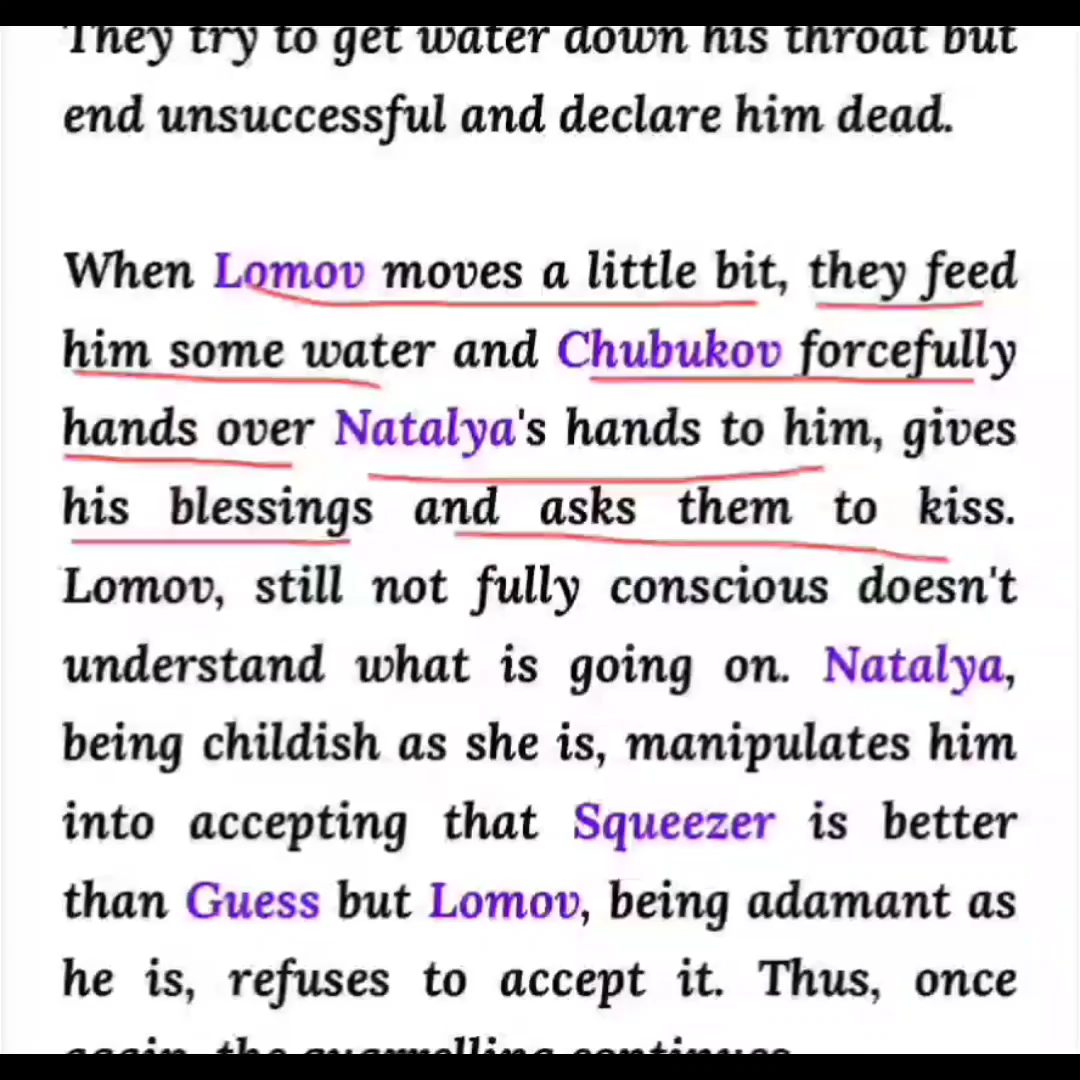 They try to get water down his throat but
end unsuccessful and declare him dead.
When Lomov moves a little bit, they feed
him some water and Chubukov forcefully
hands over Natalya's hands to him, gives
his blessings and asks them to kiss.
Lomov, still not fully conscious doesn't
understand what is going on. Natalya,
being childish as she is, manipulates him
into accepting that Squeezer is better
than Guess but Lomov, being adamant as
he is, refuses to accept it. Thus, once
again, the quarrelling continues.